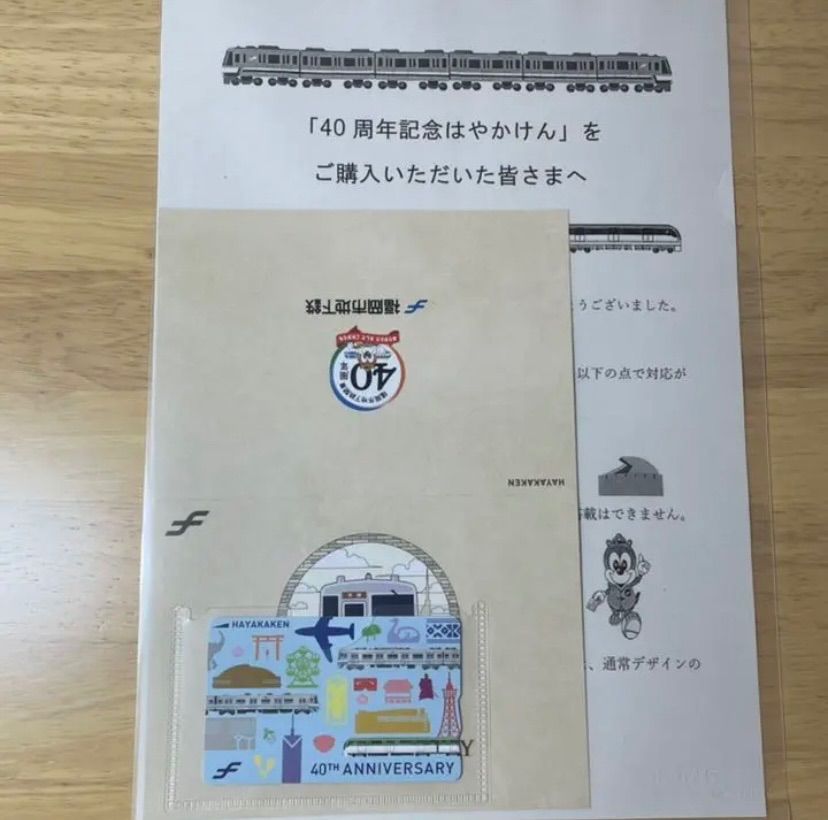 「40 周年記念はやかけん」を
ご購入いただいた皆さまへ
うございました。
以下の点で対応が
載はできません。
、通常デザインの
福岡市地下鉄
40
周年
HAYAKAKEN
HAYAKAKEN
40TH ANNIVERSARY
Y